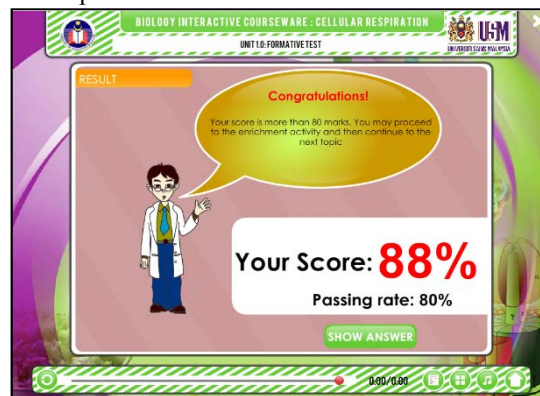 BIOLOGY INTERACTIVE COURSEWARE : CELLULAR RESPIRATION
UNIT 1.0: FORMATIVE TEST
USM
UNIVERSITI SAINS MALAYSIA
RESULT
Congratulations!
Your score is more than 80 marks. You may proceed
to the enrichment activity and then continue to the
next topic
Your Score: 88%
Passing rate: 80%
SHOW ANSWER
0.00/0.00